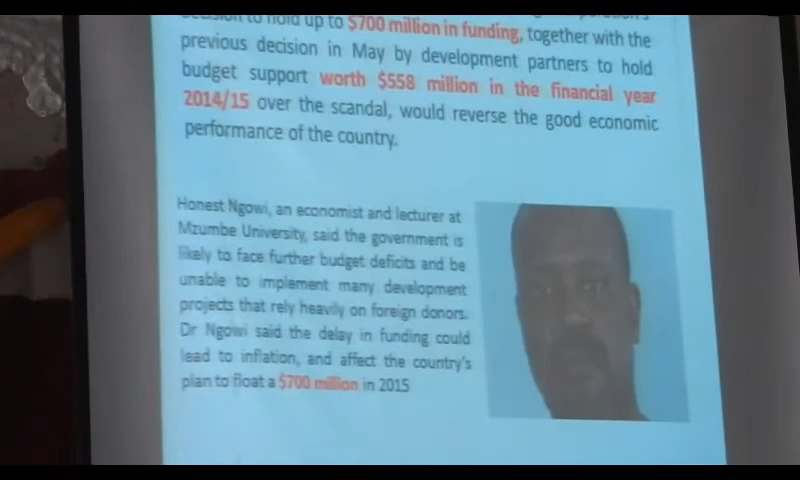 decision to hold up to $700 million in funding, together with the
previous decision in May by development partners to hold
budget support worth $558 million in the financial year
2014/15 over the scandal, would reverse the good economic
performance of the country.
Honest Ngowi, an economist and lecturer at
Mzumbe University, said the government is
likely to face further budget deficits and be
unable to implement many development
projects that rely heavily on foreign donors.
Dr Ngowi said the delay in funding could
lead to inflation, and affect the country's
plan to float a $700 million in 2015